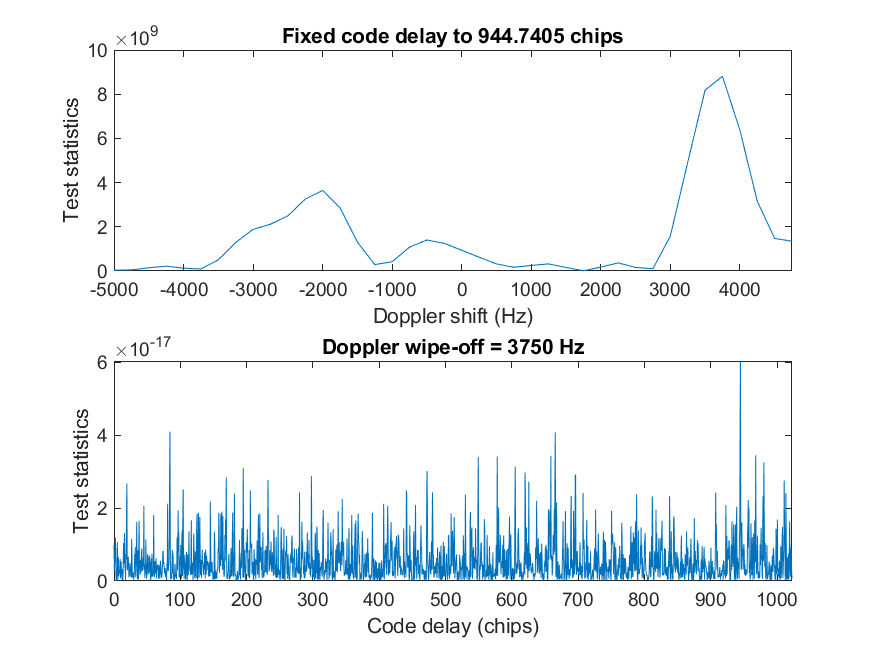 ×10^9
Fixed code delay to 944.7405 chips
10
8
6
4
2
0
Test statistics
-5000 -4000 -3000 -2000 -1000 0 1000 2000 3000 4000
Doppler shift (Hz)
×10^-17
Doppler wipe-off = 3750 Hz
6
4
2
0
Test statistics
0 100 200 300 400 500 600 700 800 900 1000
Code delay (chips)